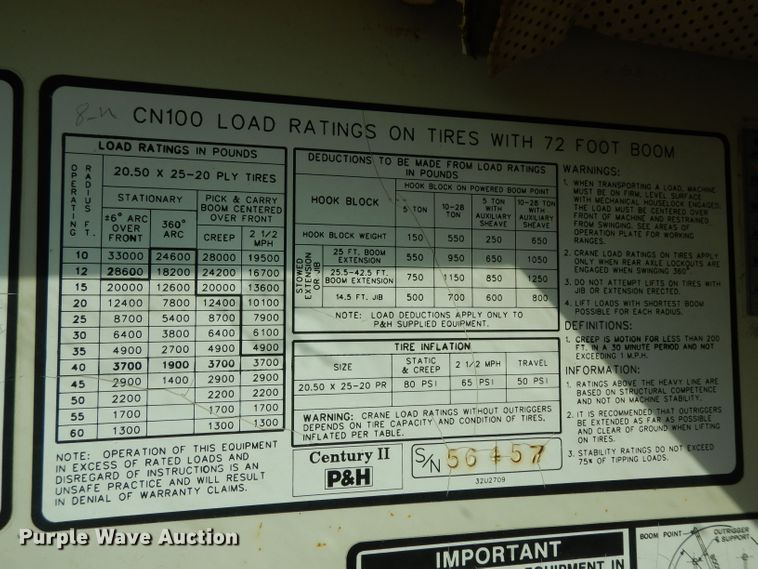 CN100 LOAD RATINGS ON TIRES WITH 72 FOOT BOOM
LOAD RATINGS IN POUNDS
OPERATING RADIUS FT.
20.50 X 25-20 PLY TIRES
STATIONARY
PICK & CARRY BOOM CENTERED OVER FRONT
±6° ARC OVER FRONT
360° ARC
CREEP
2 1/2 MPH
10 33000 24600 28000 19500
12 28600 18200 24200 16700
15 20000 12600 20000 13600
20 12400 7800 12400 10100
25 8700 5400 8700 7900
30 6400 3800 6400 6100
35 4900 2700 4900 4900
40 3700 1900 3700 3700
45 2900 1400 2900 2900
50 2200 2200 2200
55 1700 1700 1700
60 1300 1300 1300
NOTE: OPERATION OF THIS EQUIPMENT
IN EXCESS OF RATED LOADS AND
DISREGARD OF INSTRUCTIONS IS AN
UNSAFE PRACTICE AND WILL RESULT
IN DENIAL OF WARRANTY CLAIMS.
DEDUCTIONS TO BE MADE FROM LOAD RATINGS
IN POUNDS
HOOK BLOCK
HOOK BLOCK ON POWERED BOOM POINT
5 TON
10-28 TON
5 TON WITH AUXILIARY SHEAVE
10-28 TON WITH AUXILIARY SHEAVE
HOOK BLOCK WEIGHT 150 550 250 650
STOWED EXTENSION OR JIB
25 FT. BOOM EXTENSION 550 950 650 1050
25.5-42.5 FT. BOOM EXTENSION 750 1150 850 1250
14.5 FT. JIB 500 700 600 800
NOTE: LOAD DEDUCTIONS APPLY ONLY TO
P&H SUPPLIED EQUIPMENT.
TIRE INFLATION
SIZE
STATIC & CREEP
2 1/2 MPH
TRAVEL
20.50 X 25-20 PR 80 PSI 65 PSI 50 PSI
WARNING: CRANE LOAD RATINGS WITHOUT OUTRIGGERS
DEPENDS ON TIRE CAPACITY AND CONDITION OF TIRES,
INFLATED PER TABLE.
Century II
P&H
S/N 56457
32U2709
WARNINGS:
1. WHEN TRANSPORTING A LOAD, MACHINE
MUST BE ON FIRM, LEVEL SURFACE
WITH MECHANICAL HOUSELOCK ENGAGED.
THE LOAD MUST BE CENTERED OVER
FRONT OF MACHINE AND RESTRAINED
FROM SWINGING. SEE AREAS OF
OPERATION PLATE FOR WORKING
RANGES.
2. CRANE LOAD RATINGS ON TIRES APPLY
ONLY WHEN REAR AXLE LOCKOUTS ARE
ENGAGED WHEN SWINGING 360°.
3. DO NOT ATTEMPT LIFTS ON TIRES WITH
JIB OR EXTENSION ERECTED.
4. LIFT LOADS WITH SHORTEST BOOM
POSSIBLE FOR EACH RADIUS.
DEFINITIONS:
1. CREEP IS MOTION FOR LESS THAN 200
FT. IN A 30 MINUTE PERIOD AND NOT
EXCEEDING 1 M.P.H.
INFORMATION:
1. RATINGS ABOVE THE HEAVY LINE ARE
BASED ON STRUCTURAL COMPETENCE
AND NOT ON MACHINE STABILITY.
2. IT IS RECOMMENDED THAT OUTRIGGERS
BE EXTENDED AS FAR AS POSSIBLE
AND CLEAR OF GROUND WHEN LIFTING
ON TIRES.
3. STABILITY RATINGS DO NOT EXCEED
75% OF TIPPING LOADS.
IMPORTANT
EQUIPMENT IN
BOOM POINT
OUTRIGGER
& SUPPORT
Purple Wave Auction
Purple Wave Auction